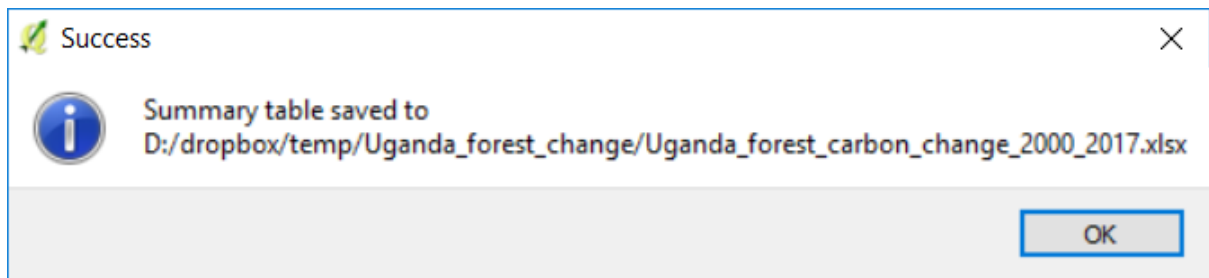 Success
Summary table saved to
D:/dropbox/temp/Uganda_forest_change/Uganda_forest_carbon_change_2000_2017.xlsx
OK